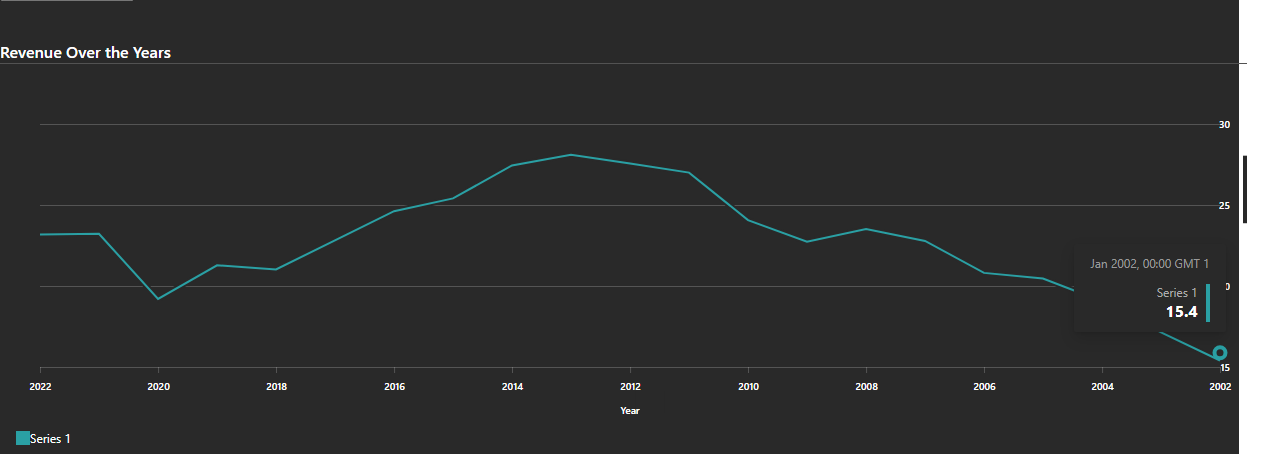 Revenue Over the Years
30
25
Jan 2002, 00:00 GMT 1
Series 1
0
15.4
15
2022 2020 2018 2016 2014 2012 2010 2008 2006 2004 2002
Year
Series 1